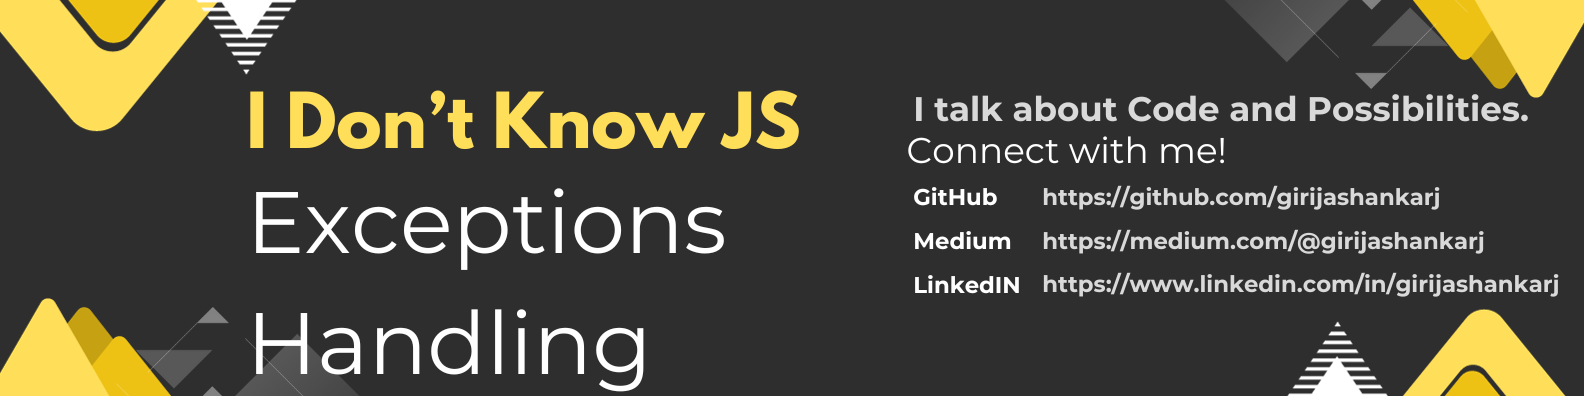 I Don’t Know JS
Exceptions
Handling
I talk about Code and Possibilities.
Connect with me!
GitHub https://github.com/girijashankarj
Medium https://medium.com/@girijashankarj
LinkedIN https://www.linkedin.com/in/girijashankarj